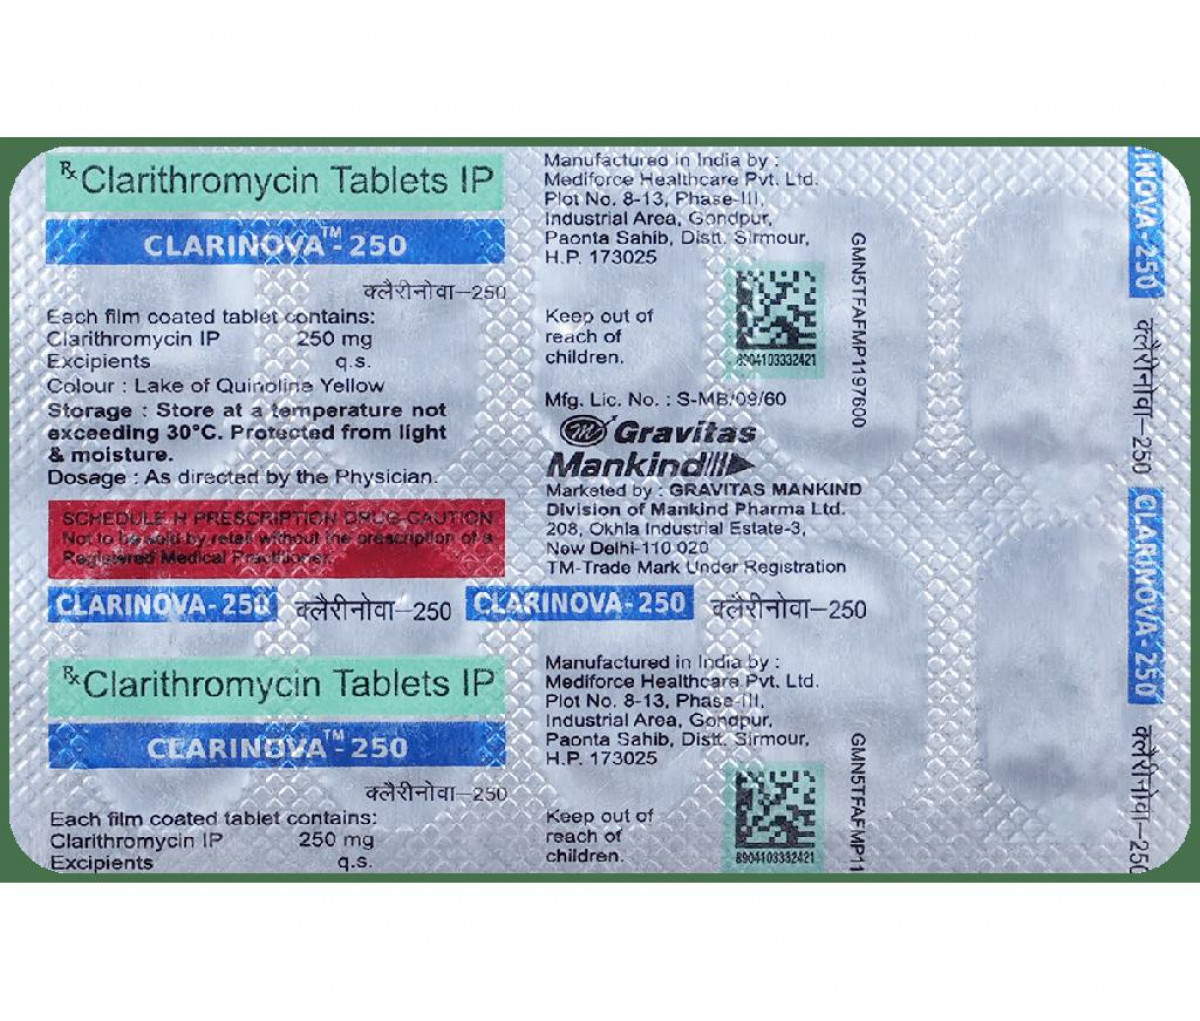 Rx Clarithromycin Tablets IP
CLARINOVA™-250
क्लैरीनोवा–250
Each film coated tablet contains:
Clarithromycin IP 250 mg
Excipients q.s.
Colour : Lake of Quinoline Yellow
Storage : Store at a temperature not
exceeding 30°C. Protected from light
& moisture.
Dosage : As directed by the Physician.
SCHEDULE H PRESCRIPTION DRUG-CAUTION
Not to be sold by retail without the prescription of a
Registered Medical Practitioner.
Manufactured in India by :
Mediforce Healthcare Pvt. Ltd.
Plot No. 8-13, Phase-III,
Industrial Area, Gondpur,
Paonta Sahib, Distt. Sirmour,
H.P. 173025
Keep out of
reach of
children.
8904103332421
GMN5TFAFMP1197600
Mfg. Lic. No. : S-MB/09/60
Gravitas
Mankind
Marketed by : GRAVITAS MANKIND
Division of Mankind Pharma Ltd.
208, Okhla Industrial Estate-3,
New Delhi-110 020
TM-Trade Mark Under Registration
CLARINOVA-250 क्लैरीनोवा–250 CLARINOVA-250 क्लैरीनोवा–250
Rx Clarithromycin Tablets IP
CLARINOVA™-250
क्लैरीनोवा–250
Each film coated tablet contains:
Clarithromycin IP 250 mg
Excipients q.s.
Manufactured in India by :
Mediforce Healthcare Pvt. Ltd.
Plot No. 8-13, Phase-III,
Industrial Area, Gondpur,
Paonta Sahib, Distt. Sirmour,
H.P. 173025
Keep out of
reach of
children.
8904103332421
GMN5TFAFMP11
INOVA-250
क्लैरीनोवा–250
CLARINOVA-250
क्लैरीनोवा–250